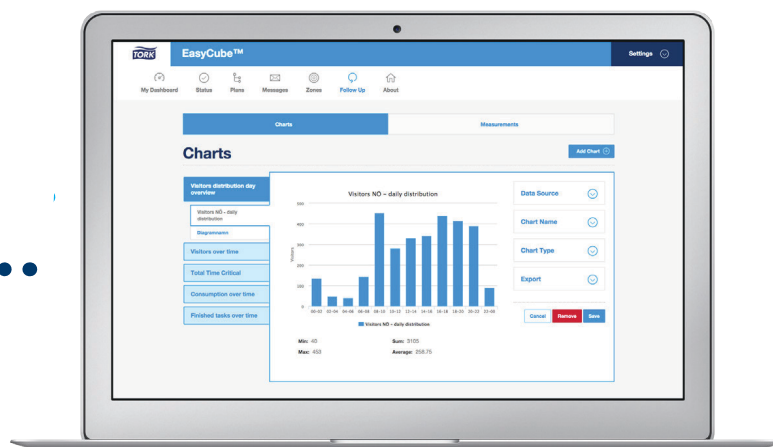 TORK
EasyCube™
Settings
My Dashboard
Status
Plans
Messages
Zones
Follow Up
About
Charts
Measurements
Charts
Add Chart
Visitors distribution day
overview
Visitors NÖ - daily
distribution
Diagramnamn
Visitors over time
Total Time Critical
Consumption over time
Finished tasks over time
Visitors NÖ – daily distribution
Visitors
500
400
300
200
100
0
00-02 02-04 04-06 06-08 08-10 10-12 12-14 14-16 16-18 18-20 20-22 22-00
Visitors NÖ – daily distribution
Min: 40
Sum: 3105
Max: 453
Average: 258.75
Data Source
Chart Name
Chart Type
Export
Cancel
Remove
Save